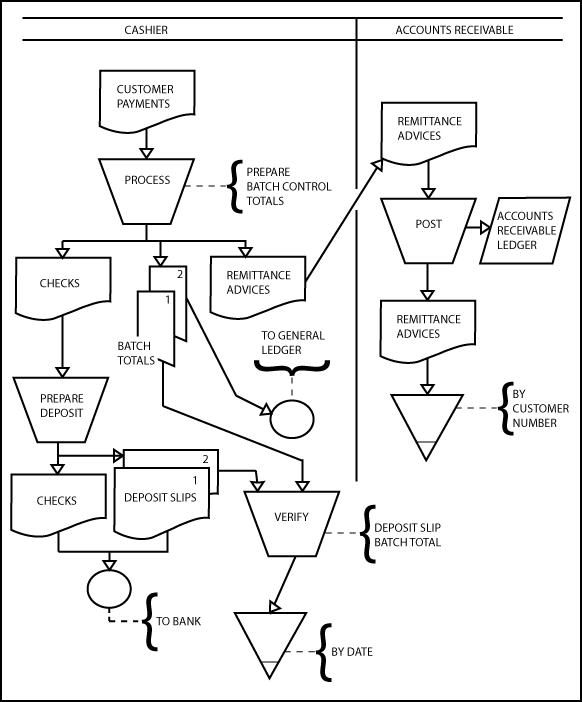 CASHIER
ACCOUNTS RECEIVABLE
CUSTOMER
PAYMENTS
PROCESS
PREPARE
BATCH CONTROL
TOTALS
REMITTANCE
ADVICES
POST
ACCOUNTS
RECEIVABLE
LEDGER
CHECKS
2
1
BATCH
TOTALS
REMITTANCE
ADVICES
TO GENERAL
LEDGER
REMITTANCE
ADVICES
PREPARE
DEPOSIT
BY
CUSTOMER
NUMBER
CHECKS
2
1
DEPOSIT SLIPS
VERIFY
DEPOSIT SLIP
BATCH TOTAL
TO BANK
BY DATE